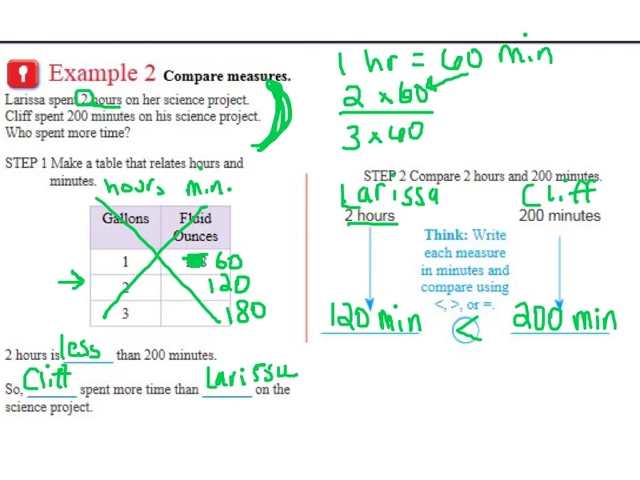 1 hr = 60 min
2 × 60
3 × 60
Example 2 Compare measures.
Larissa spent 2 hours on her science project.
Cliff spent 200 minutes on his science project.
Who spent more time?
STEP 1 Make a table that relates hours and
minutes.
hours min.
Gallons Fluid
Ounces
1 60
2 120
3 180
2 hours is less than 200 minutes.
So, Cliff spent more time than Larissa on the
science project.
STEP 2 Compare 2 hours and 200 minutes.
Larissa Cliff
2 hours 200 minutes
Think: Write
each measure
in minutes and
compare using
<, >, or =.
120 min < 200 min